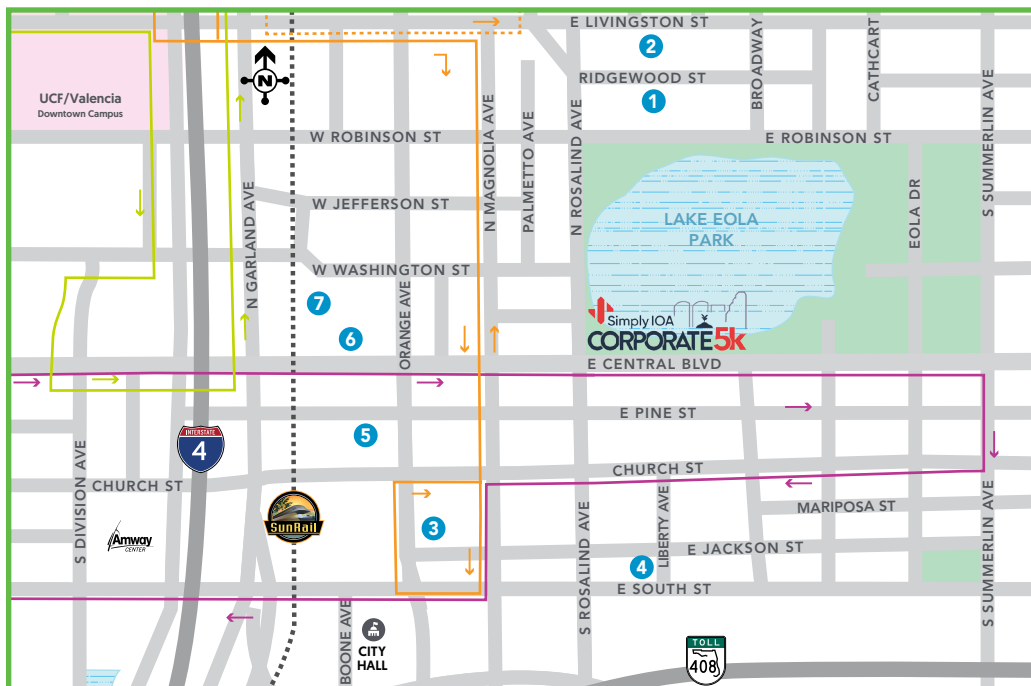 E LIVINGSTON ST
2
RIDGEWOOD ST
1
BROADWAY
CATHCART
N
UCF/Valencia
Downtown Campus
W ROBINSON ST
E ROBINSON ST
N MAGNOLIA AVE
PALMETTO AVE
N ROSALIND AVE
S SUMMERLIN AVE
EOLA DR
N GARLAND AVE
W JEFFERSON ST
LAKE EOLA
PARK
W WASHINGTON ST
7
6
ORANGE AVE
Simply IOA
CORPORATE 5k
E CENTRAL BLVD
E PINE ST
5
INTERSTATE
4
CHURCH ST
CHURCH ST
S DIVISION AVE
SunRail
Amway
CENTER
3
MARIPOSA ST
LIBERTY AVE
E JACKSON ST
4
E SOUTH ST
S ROSALIND AVE
S SUMMERLIN AVE
BOONE AVE
CITY
HALL
TOLL
408